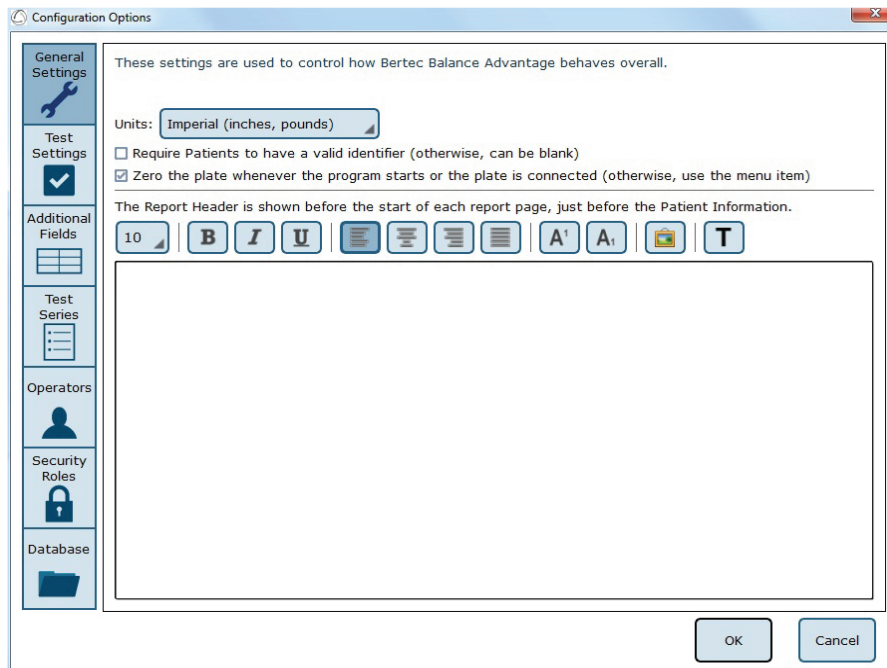 Configuration Options
X
General
Settings
Test
Settings
Additional
Fields
Test
Series
Operators
Security
Roles
Database
These settings are used to control how Bertec Balance Advantage behaves overall.
Units: Imperial (inches, pounds)
Require Patients to have a valid identifier (otherwise, can be blank)
Zero the plate whenever the program starts or the plate is connected (otherwise, use the menu item)
The Report Header is shown before the start of each report page, just before the Patient Information.
10 B I U A¹ A₁ T
OK Cancel